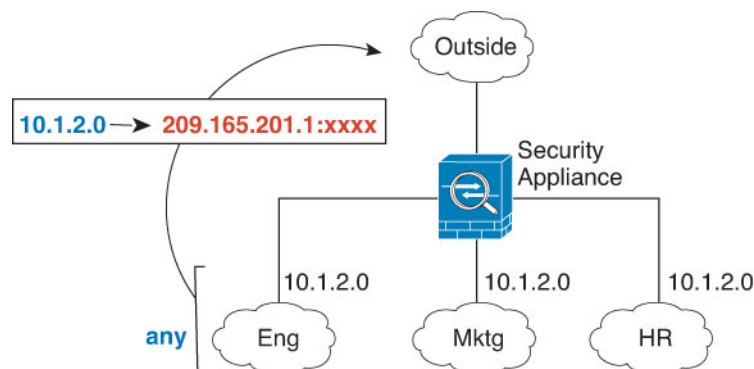 Outside
10.1.2.0 → 209.165.201.1:xxxx
Security
Appliance
10.1.2.0
10.1.2.0
10.1.2.0
any
Eng
Mktg
HR